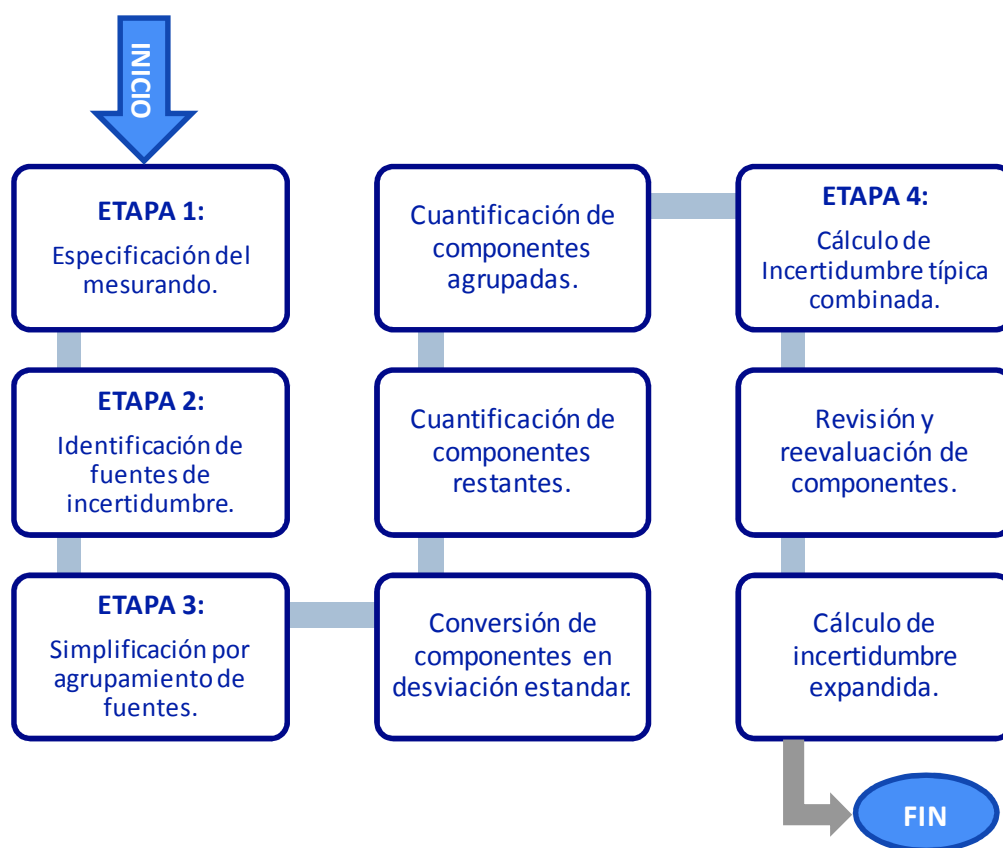 INICIO
ETAPA 1:
Especificación del
mesurando.
ETAPA 2:
Identificación de
fuentes de
incertidumbre.
ETAPA 3:
Simplificación por
agrupamiento de
fuentes.
Conversión de
componentes en
desviación estandar.
Cuantificación de
componentes
restantes.
Cuantificación de
componentes
agrupadas.
ETAPA 4:
Cálculo de
Incertidumbre típica
combinada.
Revisión y
reevaluación de
componentes.
Cálculo de
incertidumbre
expandida.
FIN